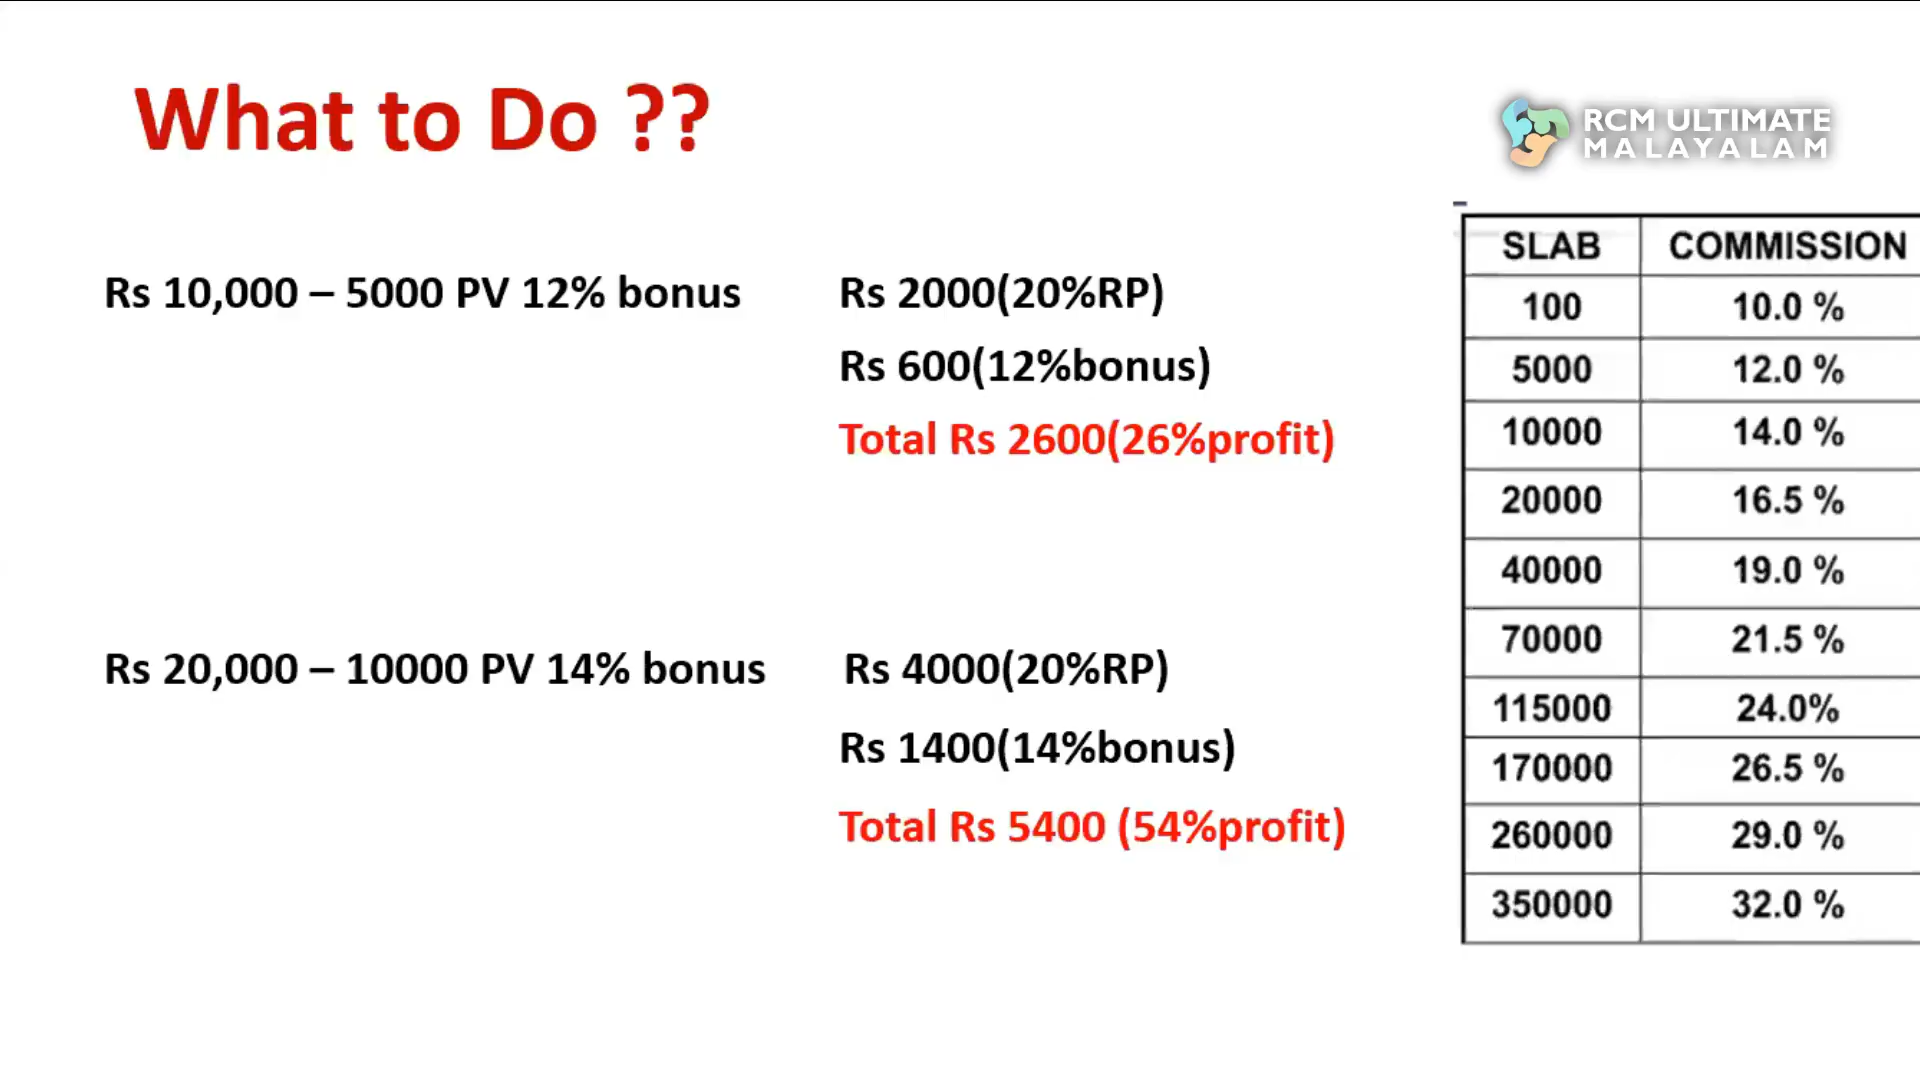 What to Do ??
RCM ULTIMATE
MALAYALAM
Rs 10,000 – 5000 PV 12% bonus
Rs 2000(20%RP)
Rs 600(12%bonus)
Total Rs 2600(26%profit)
Rs 20,000 – 10000 PV 14% bonus
Rs 4000(20%RP)
Rs 1400(14%bonus)
Total Rs 5400 (54%profit)
SLAB COMMISSION
100 10.0 %
5000 12.0 %
10000 14.0 %
20000 16.5 %
40000 19.0 %
70000 21.5 %
115000 24.0%
170000 26.5 %
260000 29.0 %
350000 32.0 %